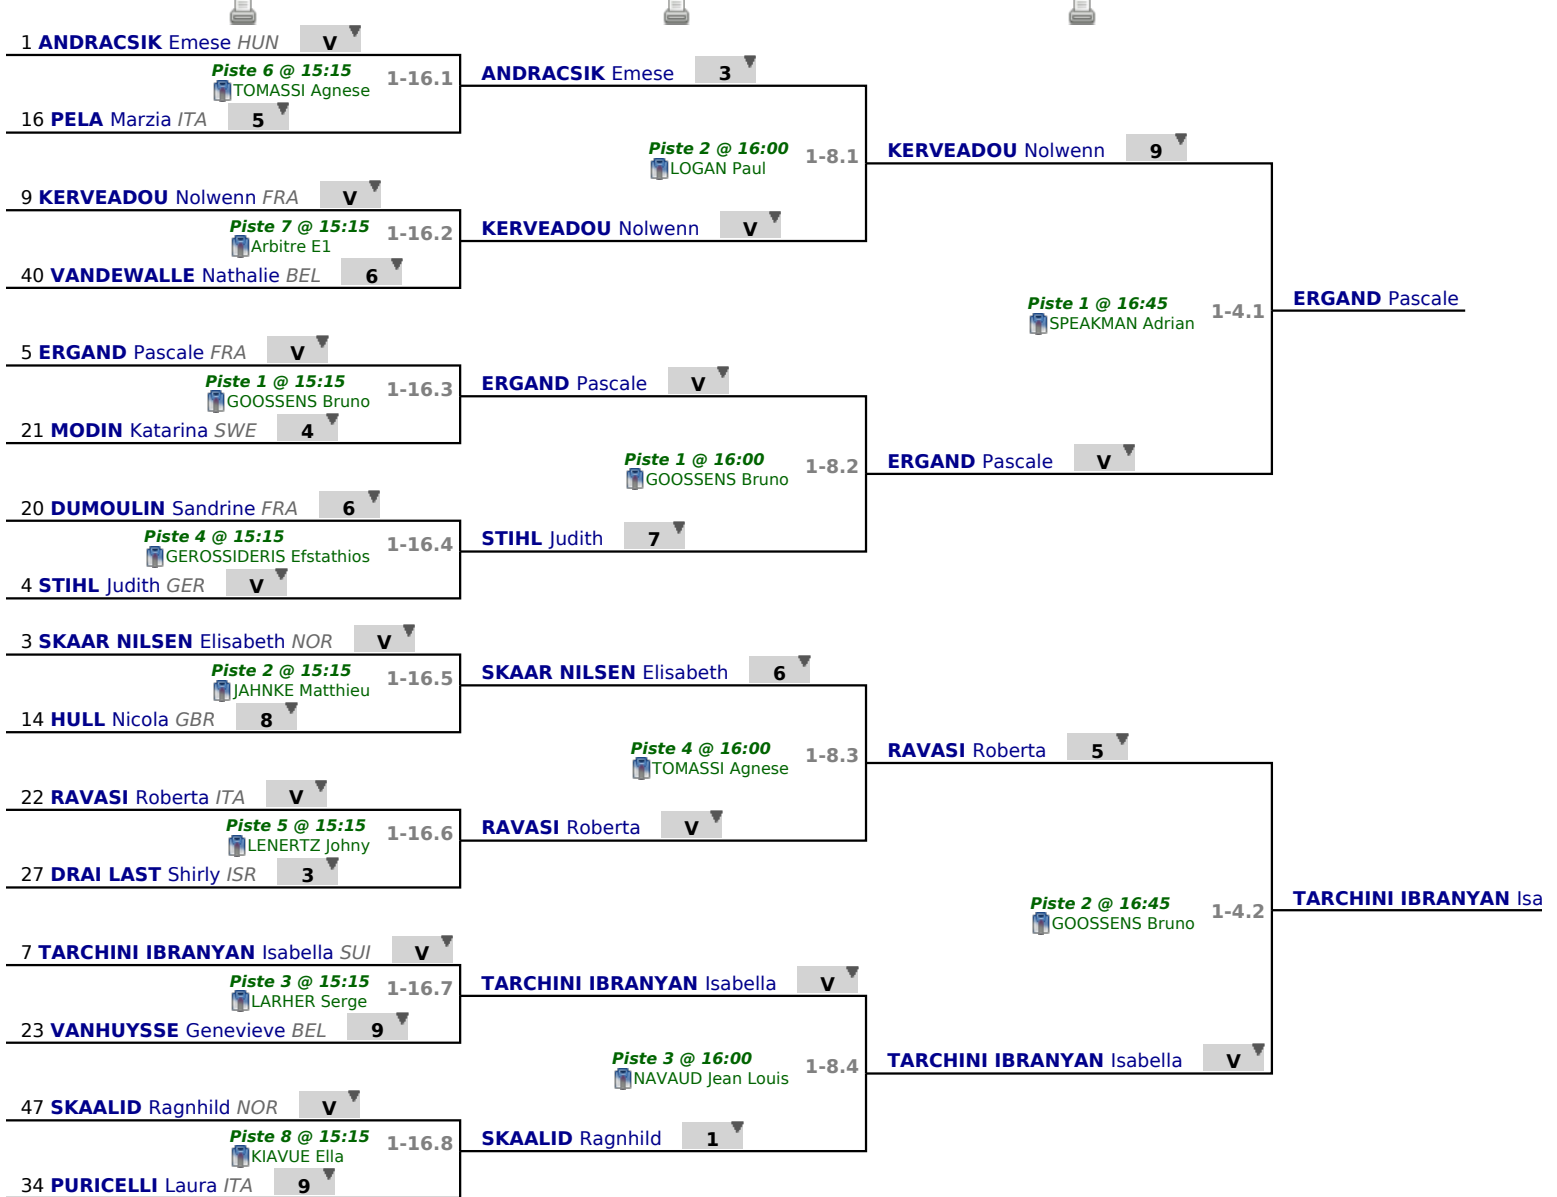 1 ANDRACSIK Emese HUN V
Piste 6 @ 15:15
TOMASSI Agnese
1-16.1
16 PELA Marzia ITA 5
ANDRACSIK Emese 3
Piste 2 @ 16:00
LOGAN Paul
1-8.1
KERVEADOU Nolwenn 9
9 KERVEADOU Nolwenn FRA V
Piste 7 @ 15:15
Arbitre E1
1-16.2
40 VANDEWALLE Nathalie BEL 6
KERVEADOU Nolwenn V
Piste 1 @ 16:45
SPEAKMAN Adrian
1-4.1
ERGAND Pascale
5 ERGAND Pascale FRA V
Piste 1 @ 15:15
GOOSSENS Bruno
1-16.3
21 MODIN Katarina SWE 4
ERGAND Pascale V
Piste 1 @ 16:00
GOOSSENS Bruno
1-8.2
ERGAND Pascale V
20 DUMOULIN Sandrine FRA 6
Piste 4 @ 15:15
GEROSSIDERIS Efstathios
1-16.4
4 STIHL Judith GER V
STIHL Judith 7
3 SKAAR NILSEN Elisabeth NOR V
Piste 2 @ 15:15
JAHNKE Matthieu
1-16.5
14 HULL Nicola GBR 8
SKAAR NILSEN Elisabeth 6
Piste 4 @ 16:00
TOMASSI Agnese
1-8.3
RAVASI Roberta 5
22 RAVASI Roberta ITA V
Piste 5 @ 15:15
LENERTZ Johny
1-16.6
27 DRAI LAST Shirly ISR 3
RAVASI Roberta V
Piste 2 @ 16:45
GOOSSENS Bruno
1-4.2
TARCHINI IBRANYAN Isa
7 TARCHINI IBRANYAN Isabella SUI V
Piste 3 @ 15:15
LARHER Serge
1-16.7
23 VANHUYSSE Genevieve BEL 9
TARCHINI IBRANYAN Isabella V
Piste 3 @ 16:00
NAVAUD Jean Louis
1-8.4
TARCHINI IBRANYAN Isabella V
47 SKAALID Ragnhild NOR V
Piste 8 @ 15:15
KIAVUE Ella
1-16.8
34 PURICELLI Laura ITA 9
SKAALID Ragnhild 1